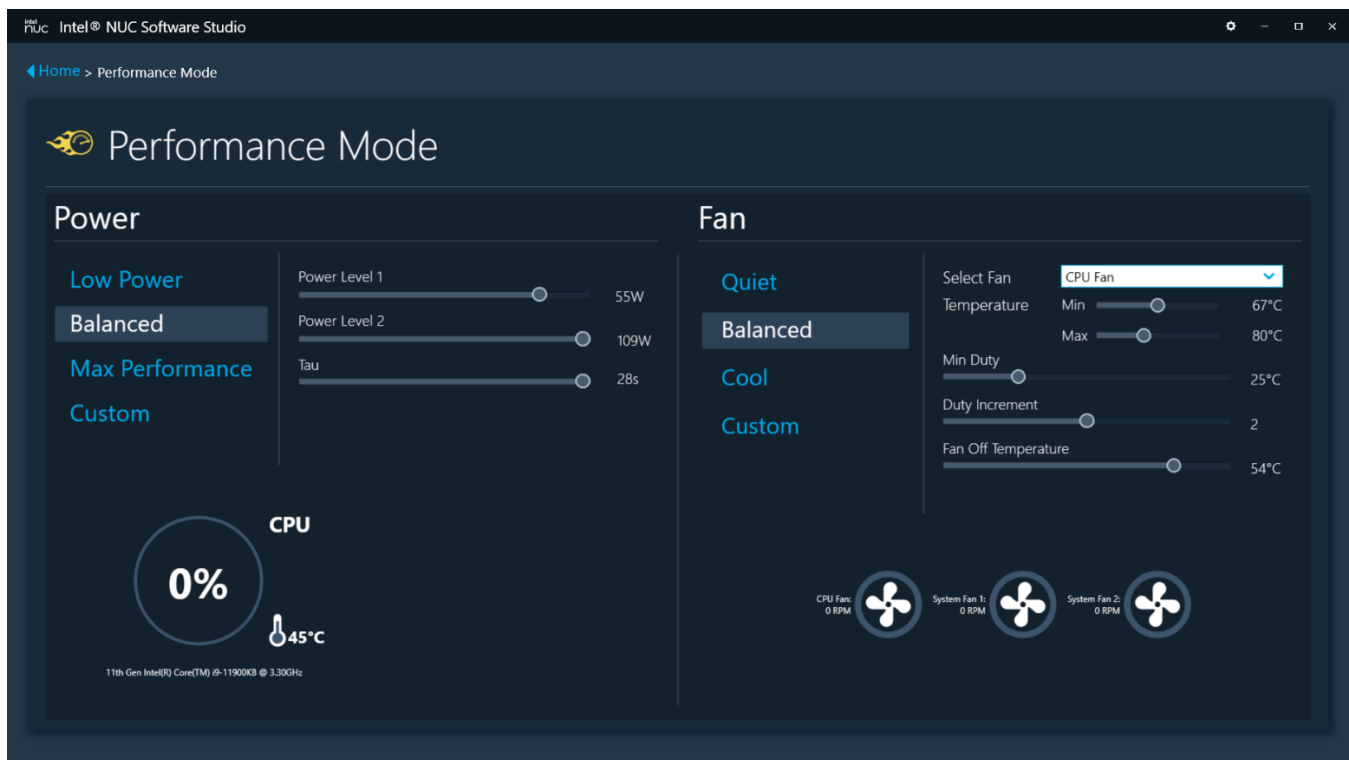 intel nuc Intel® NUC Software Studio
Home > Performance Mode
Performance Mode
Power
Low Power
Balanced
Max Performance
Custom
Power Level 1
55W
Power Level 2
109W
Tau
28s
CPU
0%
45°C
11th Gen Intel(R) Core(TM) i9-11900KB @ 3.30GHz
Fan
Quiet
Balanced
Cool
Custom
Select Fan CPU Fan
Temperature Min 67°C
Max 80°C
Min Duty
25°C
Duty Increment
2
Fan Off Temperature
54°C
CPU Fan:
0 RPM
System Fan 1:
0 RPM
System Fan 2:
0 RPM